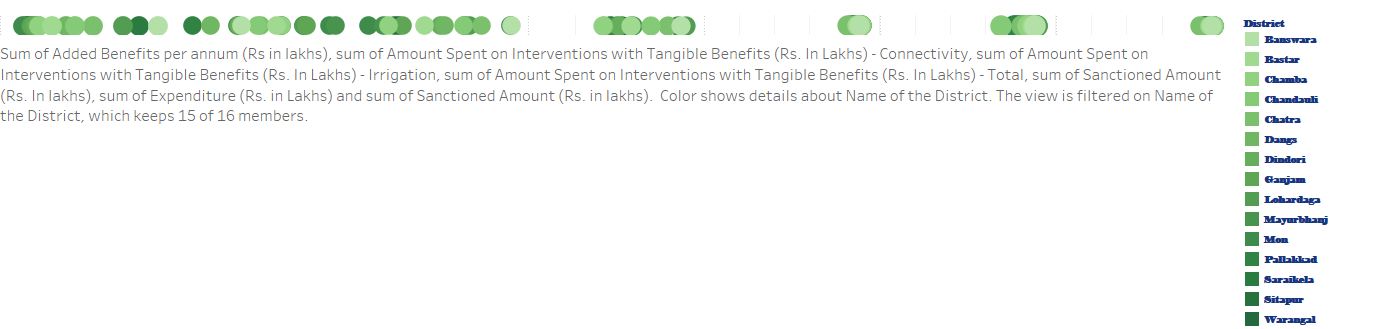 Sum of Added Benefits per annum (Rs in lakhs), sum of Amount Spent on Interventions with Tangible Benefits (Rs. In Lakhs) - Connectivity, sum of Amount Spent on
Interventions with Tangible Benefits (Rs. In Lakhs) - Irrigation, sum of Amount Spent on Interventions with Tangible Benefits (Rs. In Lakhs) - Total, sum of Sanctioned Amount
(Rs. In lakhs), sum of Expenditure (Rs. in Lakhs) and sum of Sanctioned Amount (Rs. in lakhs).  Color shows details about Name of the District. The view is filtered on Name of
the District, which keeps 15 of 16 members.
District
Banswara
Bastar
Chamba
Chandauli
Chatra
Dangs
Dindori
Ganjam
Lohardaga
Mayurbhanj
Mon
Pallakkad
Saraikela
Sitapur
Warangal